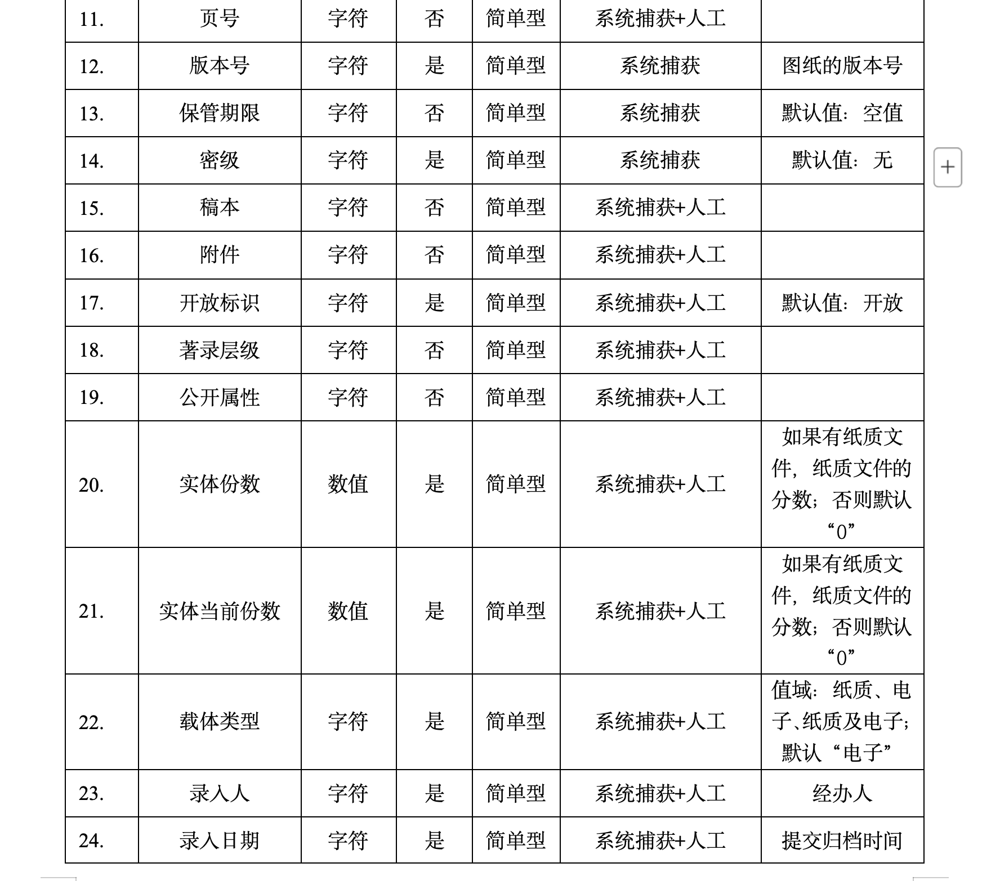 11. 页号 字符 否 简单型 系统捕获+人工
12. 版本号 字符 是 简单型 系统捕获 图纸的版本号
13. 保管期限 字符 否 简单型 系统捕获 默认值：空值
14. 密级 字符 是 简单型 系统捕获 默认值：无
15. 稿本 字符 否 简单型 系统捕获+人工
16. 附件 字符 否 简单型 系统捕获+人工
17. 开放标识 字符 是 简单型 系统捕获+人工 默认值：开放
18. 著录层级 字符 否 简单型 系统捕获+人工
19. 公开属性 字符 否 简单型 系统捕获+人工
20. 实体份数 数值 是 简单型 系统捕获+人工
如果有纸质文
件，纸质文件的
分数；否则默认
“0”
21. 实体当前份数 数值 是 简单型 系统捕获+人工
如果有纸质文
件，纸质文件的
分数；否则默认
“0”
22. 载体类型 字符 是 简单型 系统捕获+人工
值域：纸质、电
子、纸质及电子；
默认“电子”
23. 录入人 字符 是 简单型 系统捕获+人工 经办人
24. 录入日期 字符 是 简单型 系统捕获+人工 提交归档时间